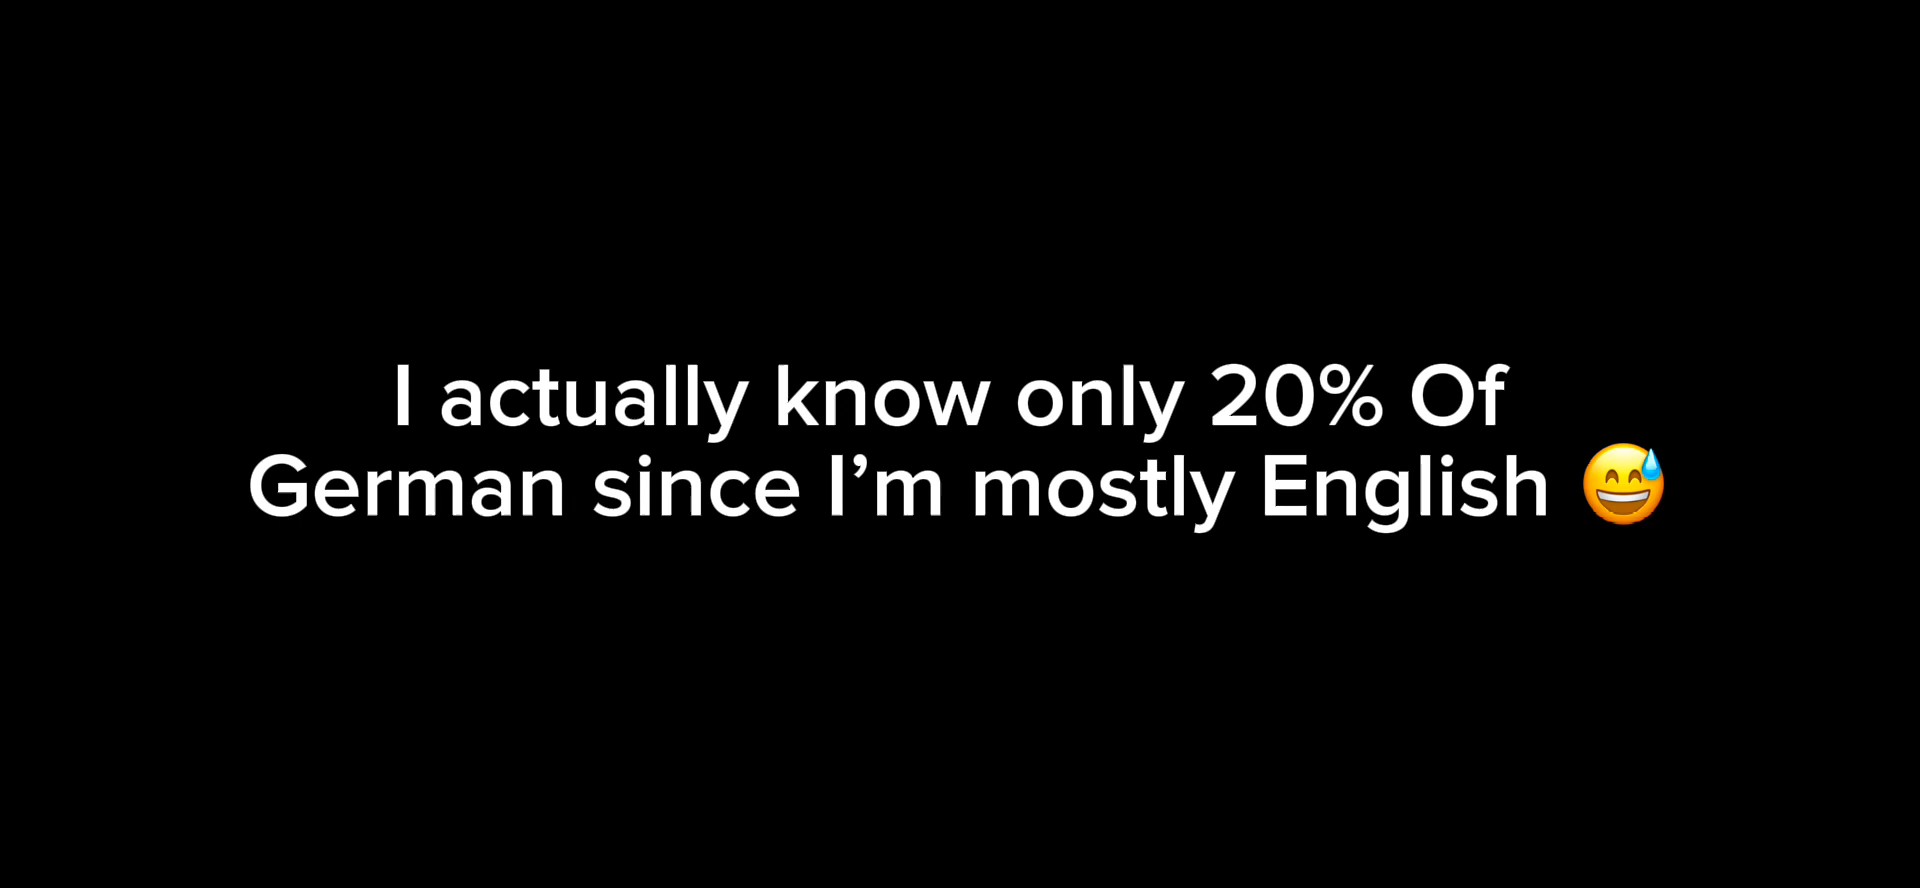 I actually know only 20% Of
German since I’m mostly English 😅